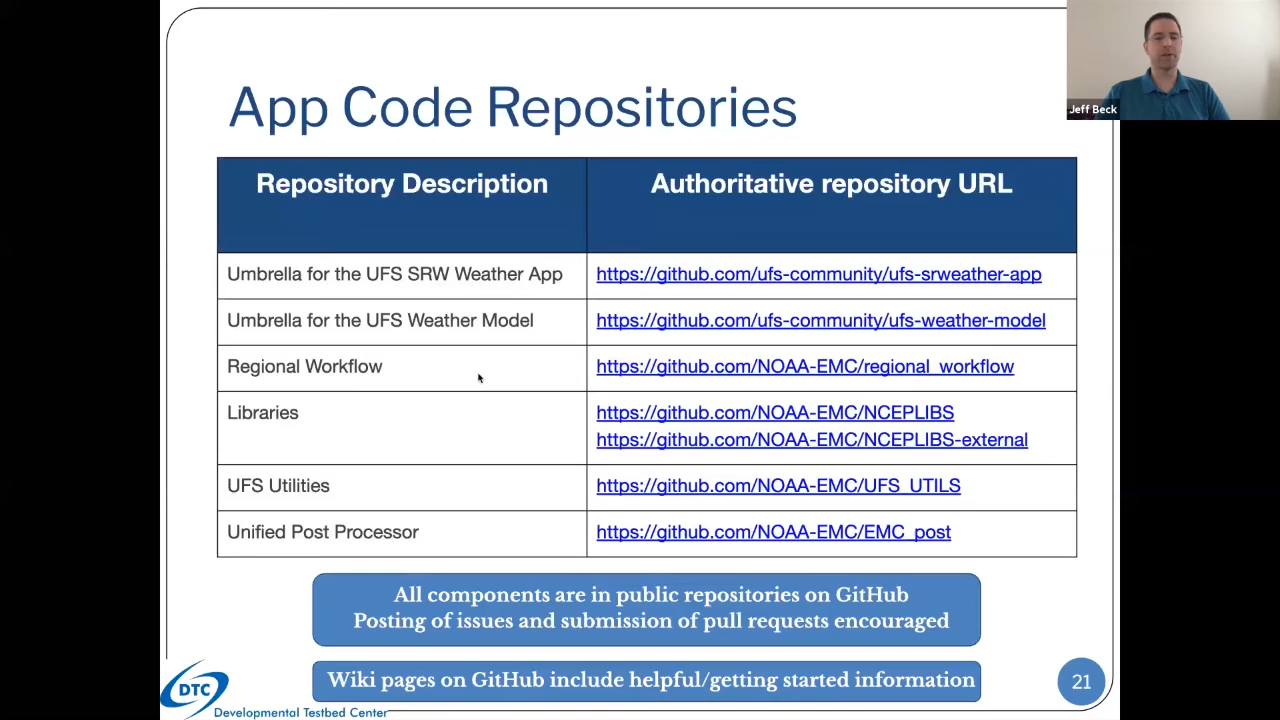 App Code Repositories
Jeff Beck
Repository Description
Authoritative repository URL
Umbrella for the UFS SRW Weather App
https://github.com/ufs-community/ufs-srweather-app
Umbrella for the UFS Weather Model
https://github.com/ufs-community/ufs-weather-model
Regional Workflow
https://github.com/NOAA-EMC/regional_workflow
Libraries
https://github.com/NOAA-EMC/NCEPLIBS
https://github.com/NOAA-EMC/NCEPLIBS-external
UFS Utilities
https://github.com/NOAA-EMC/UFS_UTILS
Unified Post Processor
https://github.com/NOAA-EMC/EMC_post
All components are in public repositories on GitHub
Posting of issues and submission of pull requests encouraged
Wiki pages on GitHub include helpful/getting started information
DTC
Developmental Testbed Center
21